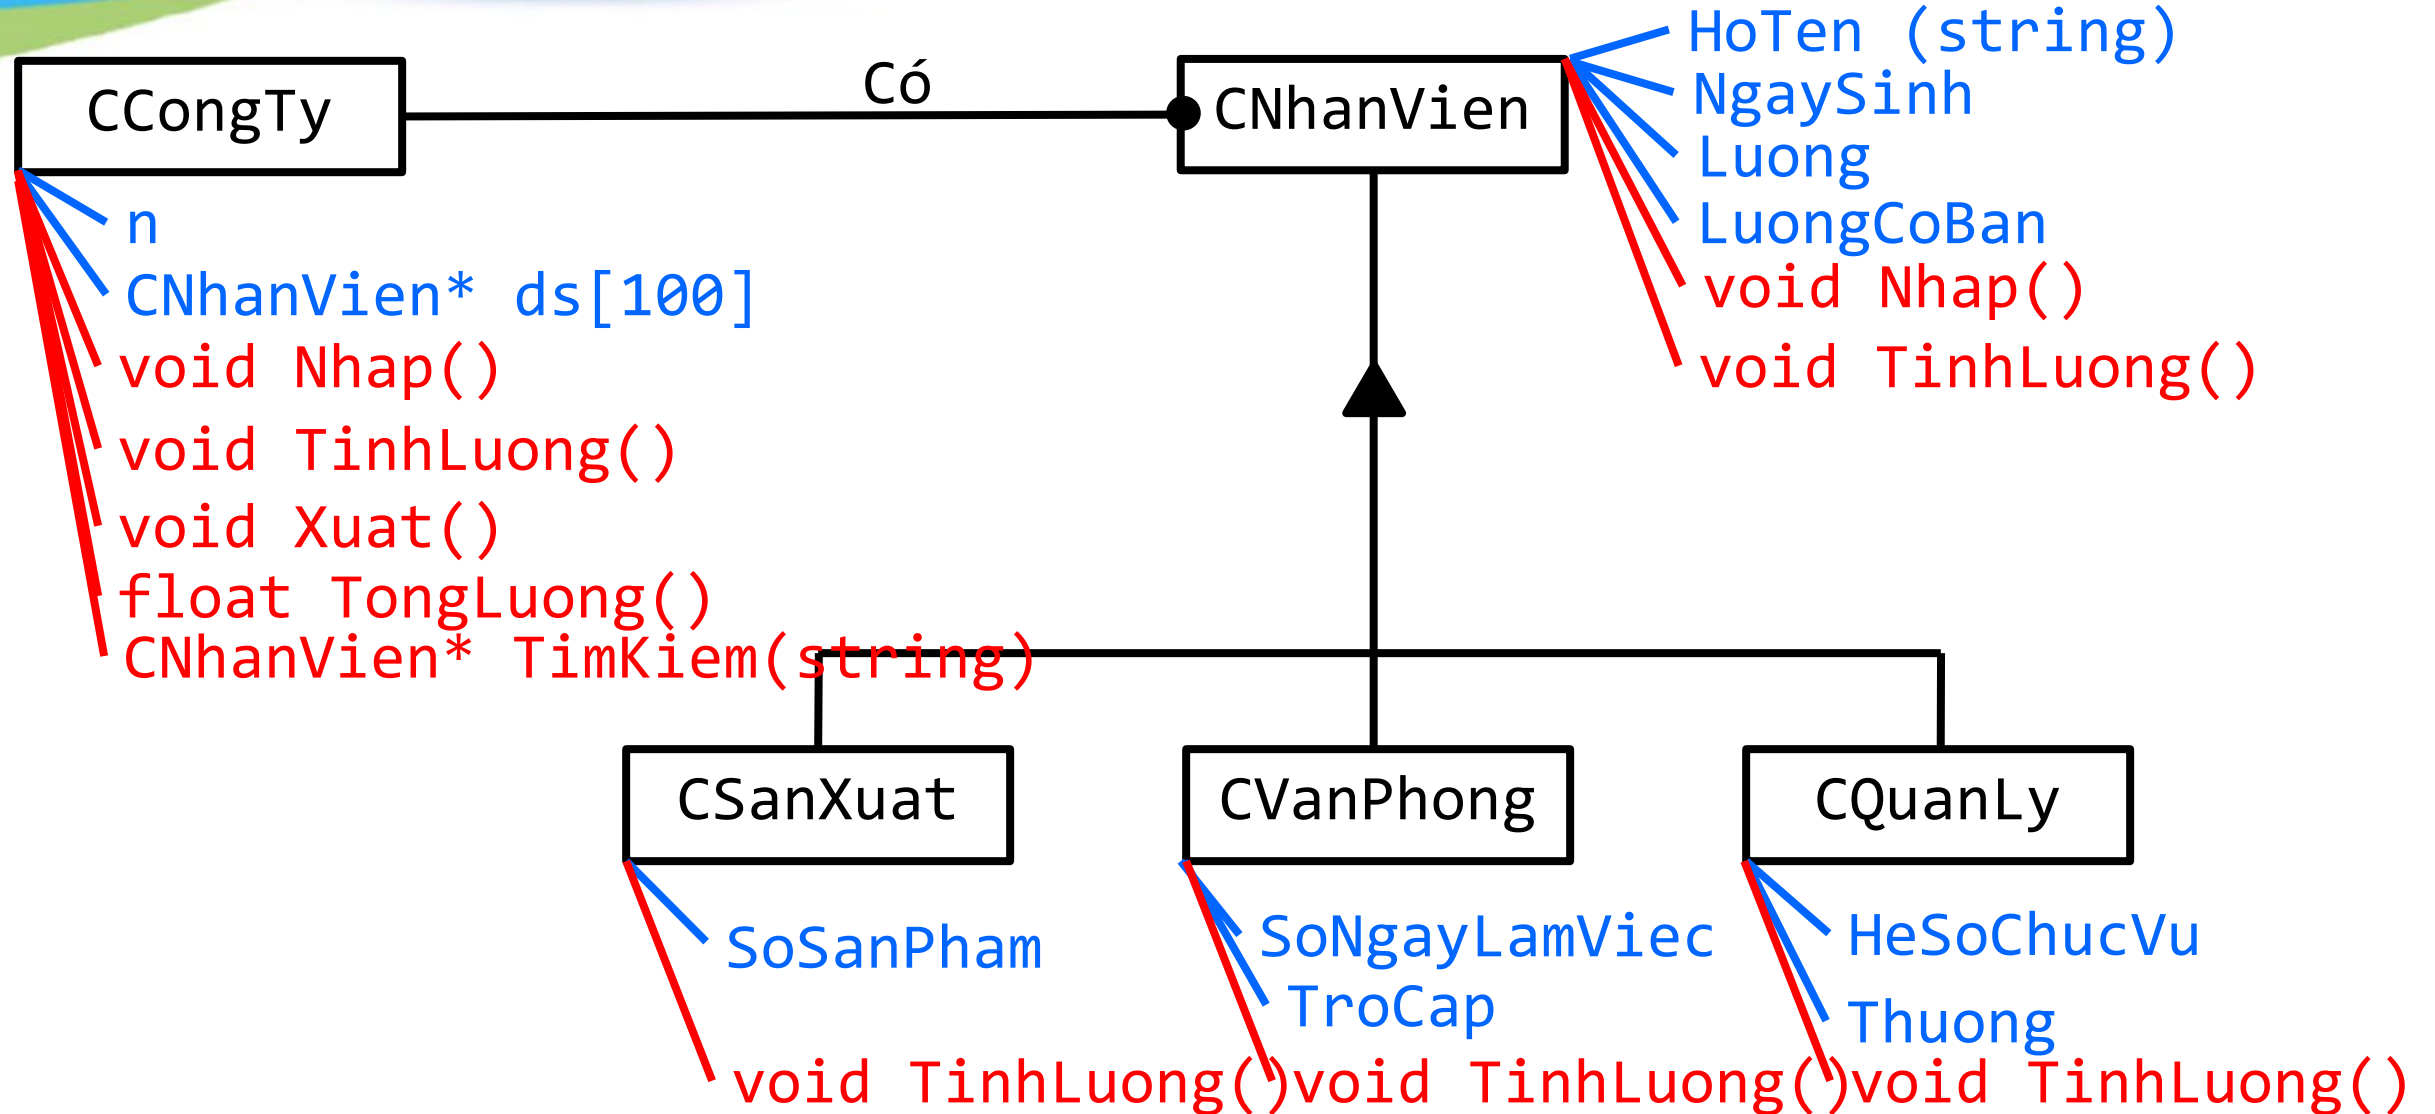 HoTen (string)
CCongTy
Có
CNhanVien
NgaySinh
Luong
LuongCoBan
void Nhap()
void TinhLuong()
n
CNhanVien* ds[100]
void Nhap()
void TinhLuong()
void Xuat()
float TongLuong()
CNhanVien* TimKiem(string)
CSanXuat
CVanPhong
CQuanLy
SoSanPham
void TinhLuong()
SoNgayLamViec
TroCap
void TinhLuong()
HeSoChucVu
Thuong
void TinhLuong()